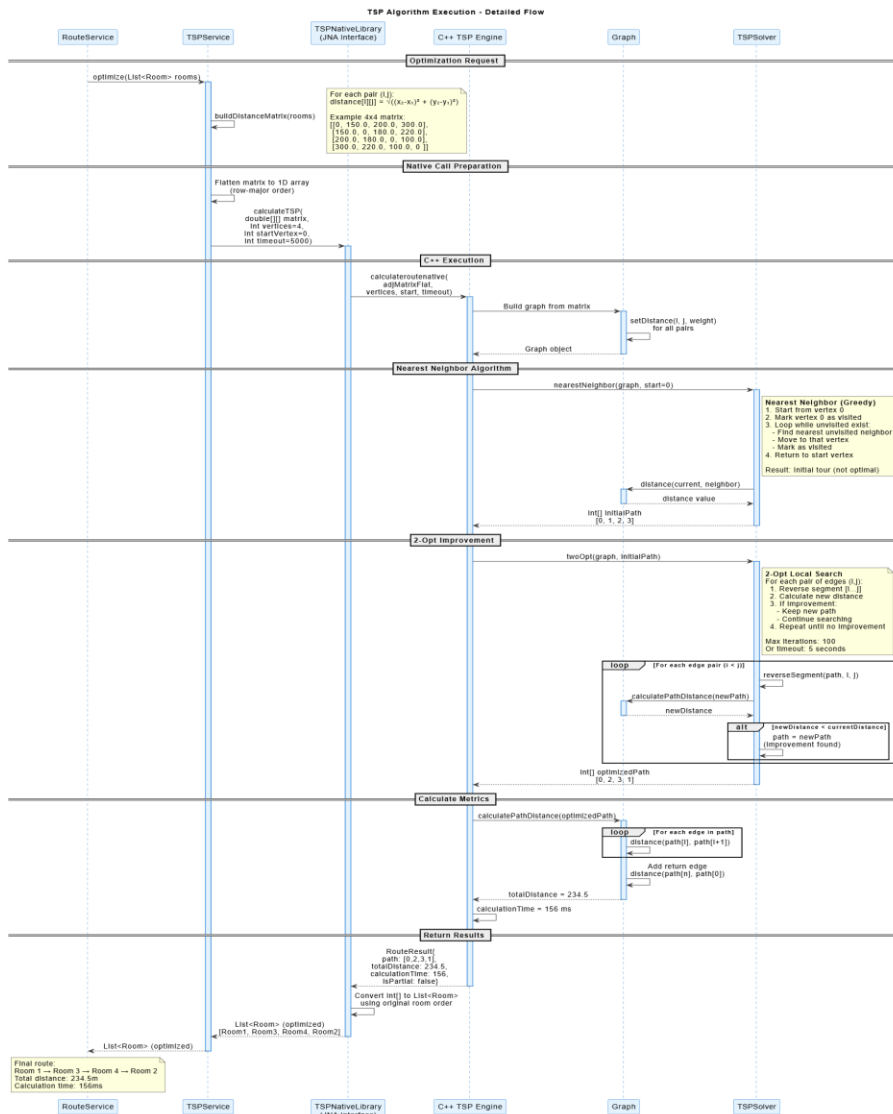 TSP Algorithm Execution - Detailed Flow
RouteService
TSPService
TSPNativeLibrary
(JNA Interface)
C++ TSP Engine
Graph
TSPSolver
Optimization Request
optimize(List<Room> rooms)
For each pair (i,j):
distance[i][j] = √((x₂-x₁)² + (y₂-y₁)²)
Example 4x4 matrix:
[[0, 150.0, 200.0, 300.0],
[150.0, 0, 180.0, 220.0],
[200.0, 180.0, 0, 100.0],
[300.0, 220.0, 100.0, 0 ]]
buildDistanceMatrix(rooms)
Native Call Preparation
Flatten matrix to 1D array
(row-major order)
calculateTSP(
double[][] matrix,
int vertices=4,
int startVertex=0,
int timeout=5000)
C++ Execution
calculateroutenative(
adjMatrixFlat,
vertices, start, timeout)
Build graph from matrix
setDistance(i, j, weight)
for all pairs
Graph object
Nearest Neighbor Algorithm
nearestNeighbor(graph, start=0)
Nearest Neighbor (Greedy)
1. Start from vertex 0
2. Mark vertex 0 as visited
3. Loop while unvisited exist:
- Find nearest unvisited neighbor
- Move to that vertex
- Mark as visited
4. Return to start vertex
Result: Initial tour (not optimal)
distance(current, neighbor)
distance value
int[] initialPath
[0, 1, 2, 3]
2-Opt Improvement
twoOpt(graph, initialPath)
2-Opt Local Search
For each pair of edges (i,j):
1. Reverse segment [i...j]
2. Calculate new distance
3. If improvement:
- Keep new path
- Continue searching
4. Repeat until no improvement
Max iterations: 100
Or timeout: 5 seconds
loop
[For each edge pair (i < j)]
reverseSegment(path, i, j)
calculatePathDistance(newPath)
newDistance
alt
[newDistance < currentDistance]
path = newPath
(improvement found)
int[] optimizedPath
[0, 2, 3, 1]
Calculate Metrics
calculatePathDistance(optimizedPath)
loop
[For each edge in path]
distance(path[i], path[i+1])
Add return edge
distance(path[n], path[0])
totalDistance = 234.5
calculationTime = 156 ms
Return Results
RouteResult{
path: [0,2,3,1],
totalDistance: 234.5,
calculationTime: 156,
isPartial: false}
Convert int[] to List<Room>
using original room order
List<Room> (optimized)
[Room1, Room3, Room4, Room2]
List<Room> (optimized)
Final route:
Room 1 → Room 3 → Room 4 → Room 2
Total distance: 234.5m
Calculation time: 156ms
RouteService
TSPService
TSPNativeLibrary
(JNA Interface)
C++ TSP Engine
Graph
TSPSolver